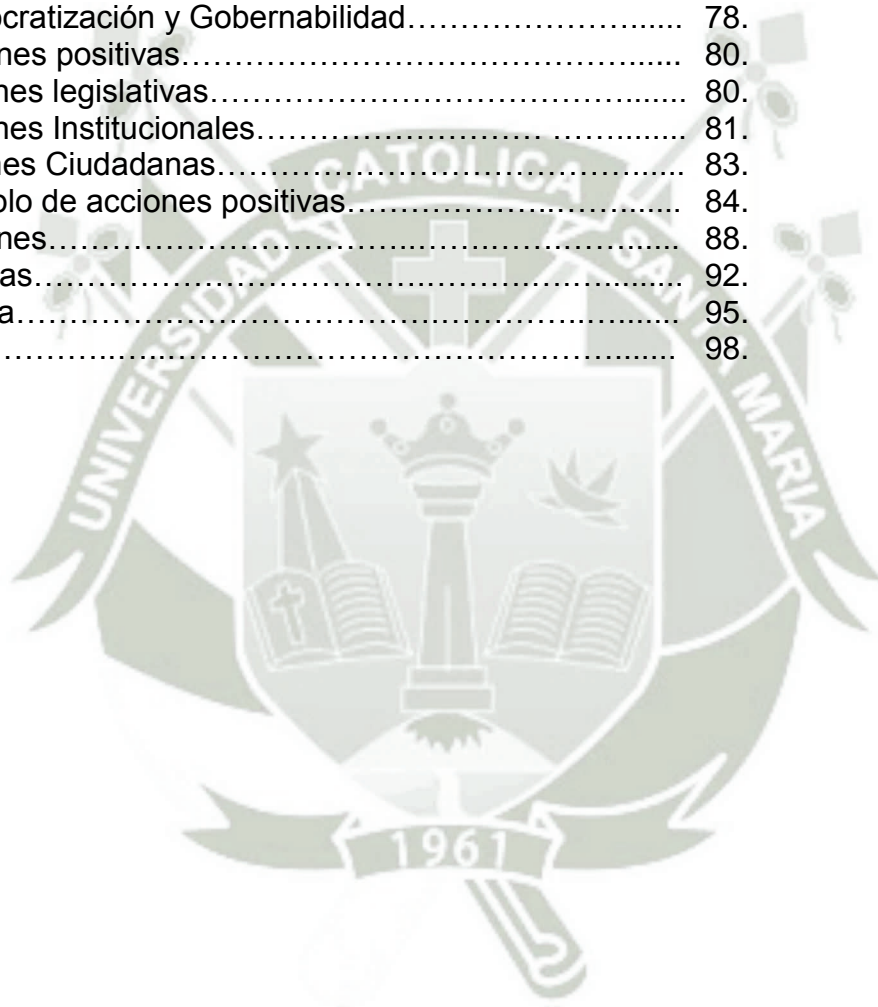 ocratización y Gobernabilidad……………………...... 78.
nes positivas……………………………………...... 80.
nes legislativas…………………………………....... 80.
nes Institucionales…………………………… ……........ 81.
nes Ciudadanas……………………………………...... 83.
plo de acciones positivas………………….………..... 84.
nes……………………………..……………………..... 88.
as………………………………..……………………........ 92.
a……………………………………………………....... 95.
………..…..……………………………………....... 98.
UNIVERSIDAD CATOLICA SANTA MARIA
1961